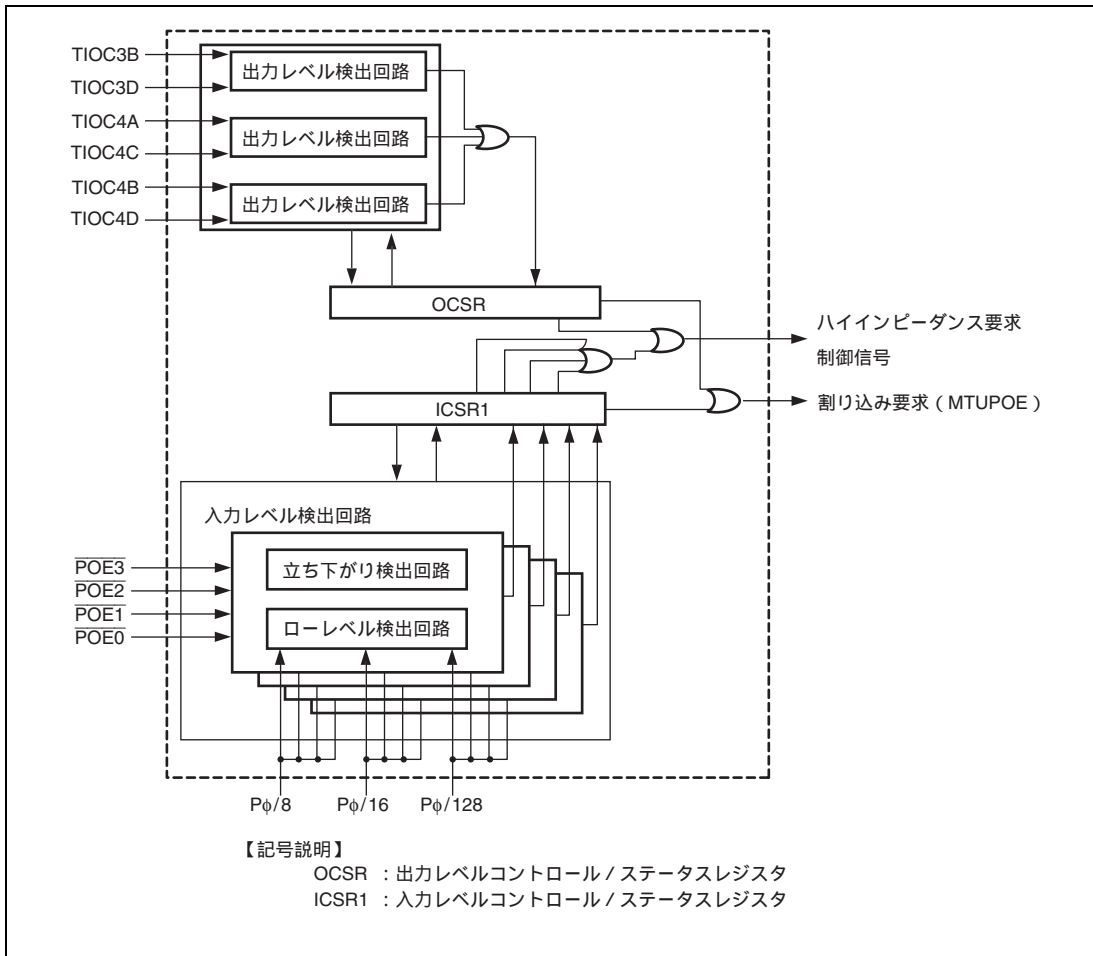 TIOC3B
TIOC3D
TIOC4A
TIOC4C
TIOC4B
TIOC4D
出力レベル検出回路
出力レベル検出回路
出力レベル検出回路
OCSR
ハイインピーダンス要求
制御信号
ICSR1
割り込み要求(MTUPOE)
入力レベル検出回路
立ち下がり検出回路
ローレベル検出回路
POE3
POE2
POE1
POE0
Pφ/8
Pφ/16
Pφ/128
【記号説明】
OCSR :出力レベルコントロール / ステータスレジスタ
ICSR1 :入力レベルコントロール / ステータスレジスタ